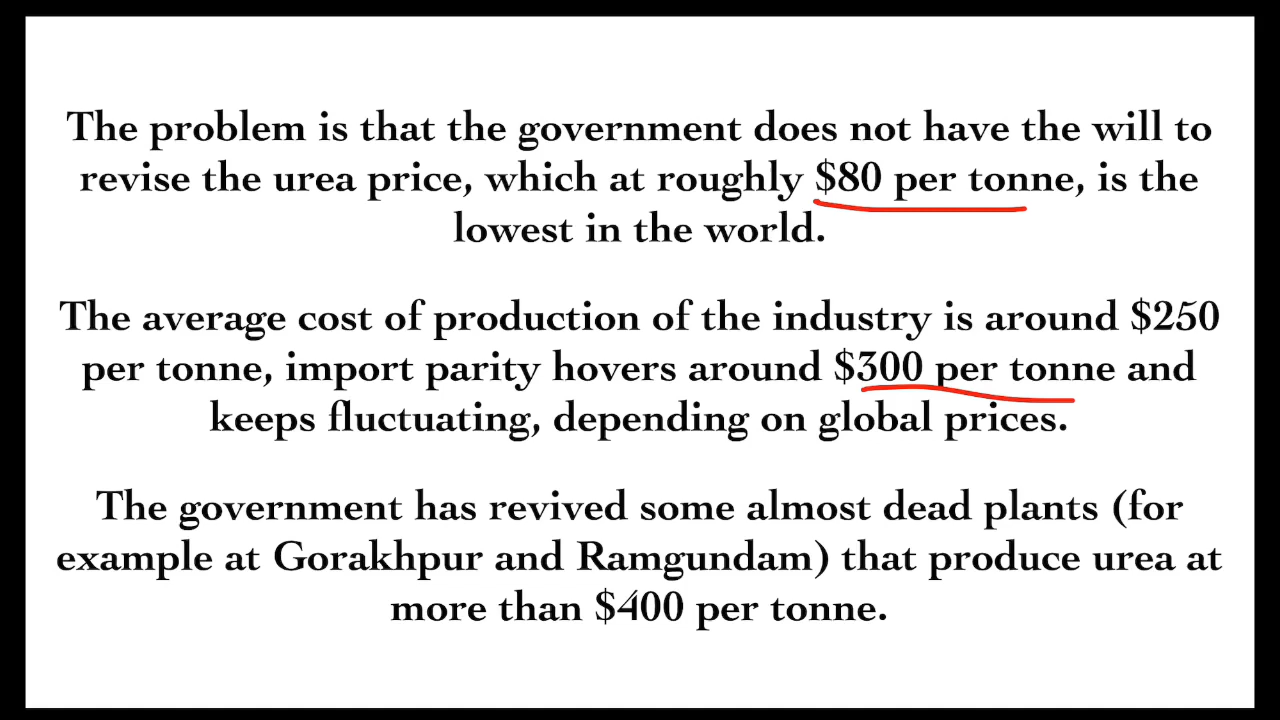 The problem is that the government does not have the will to
revise the urea price, which at roughly $80 per tonne, is the
lowest in the world.
The average cost of production of the industry is around $250
per tonne, import parity hovers around $300 per tonne and
keeps fluctuating, depending on global prices.
The government has revived some almost dead plants (for
example at Gorakhpur and Ramgundam) that produce urea at
more than $400 per tonne.